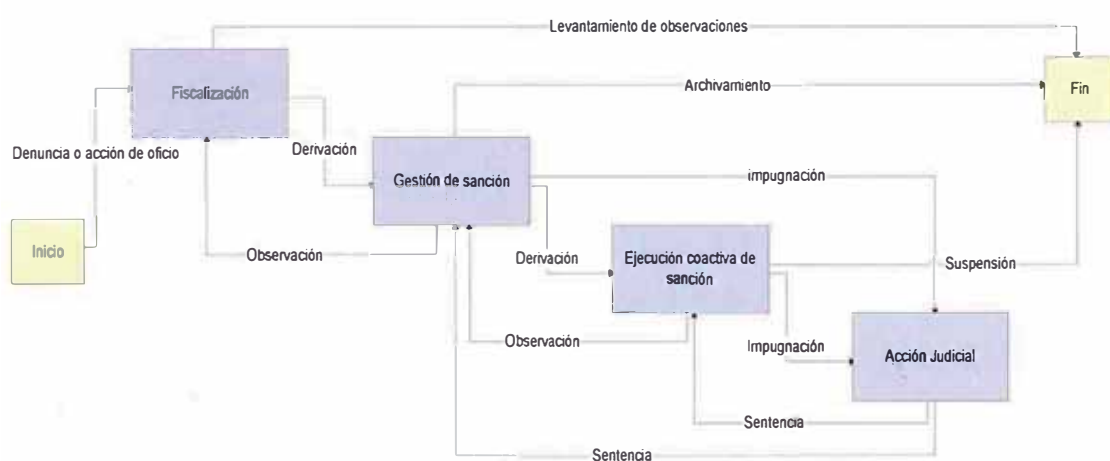 Levantamiento de observaciones
Fiscalización
Archivamiento
Fin
Denuncia o acción de oficio
Derivación
Gestión de sanción
impugnación
Inicio
Observación
Derivación
Ejecución coactiva de
sanción
Suspensión
Observación
Impugnación
Acción Judicial
Sentencia
Sentencia